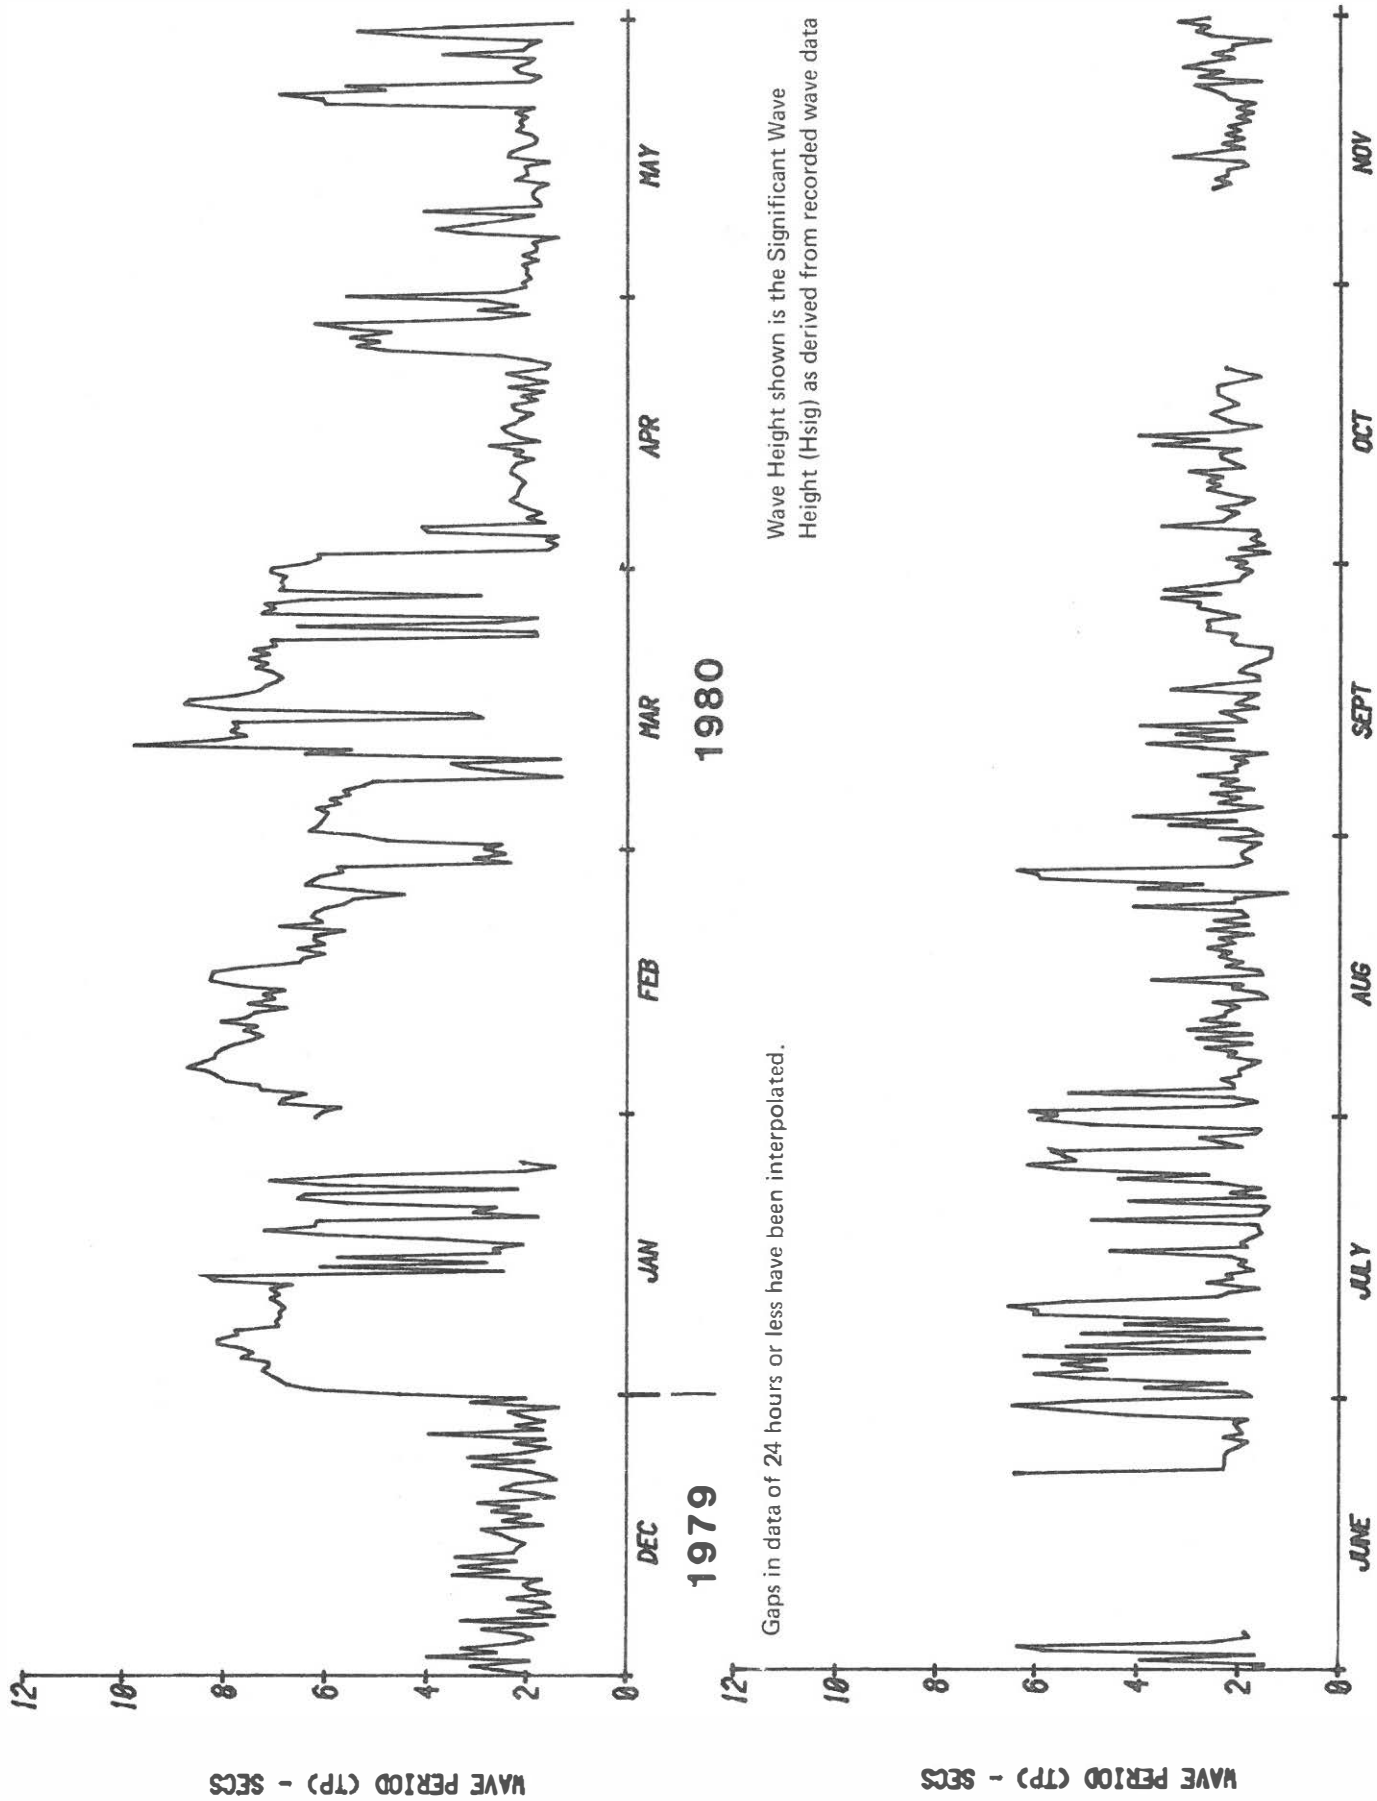 WAVE PERIOD (TP) - SECS
12
10
8
6
4
2
0
DEC
JAN
FEB
MAR
APR
MAY
1979
1980
Gaps in data of 24 hours or less have been interpolated.
Wave Height shown is the Significant Wave
Height (Hsig) as derived from recorded wave data
WAVE PERIOD (TP) - SECS
12
10
8
6
4
2
0
JUNE
JULY
AUG
SEPT
OCT
NOV